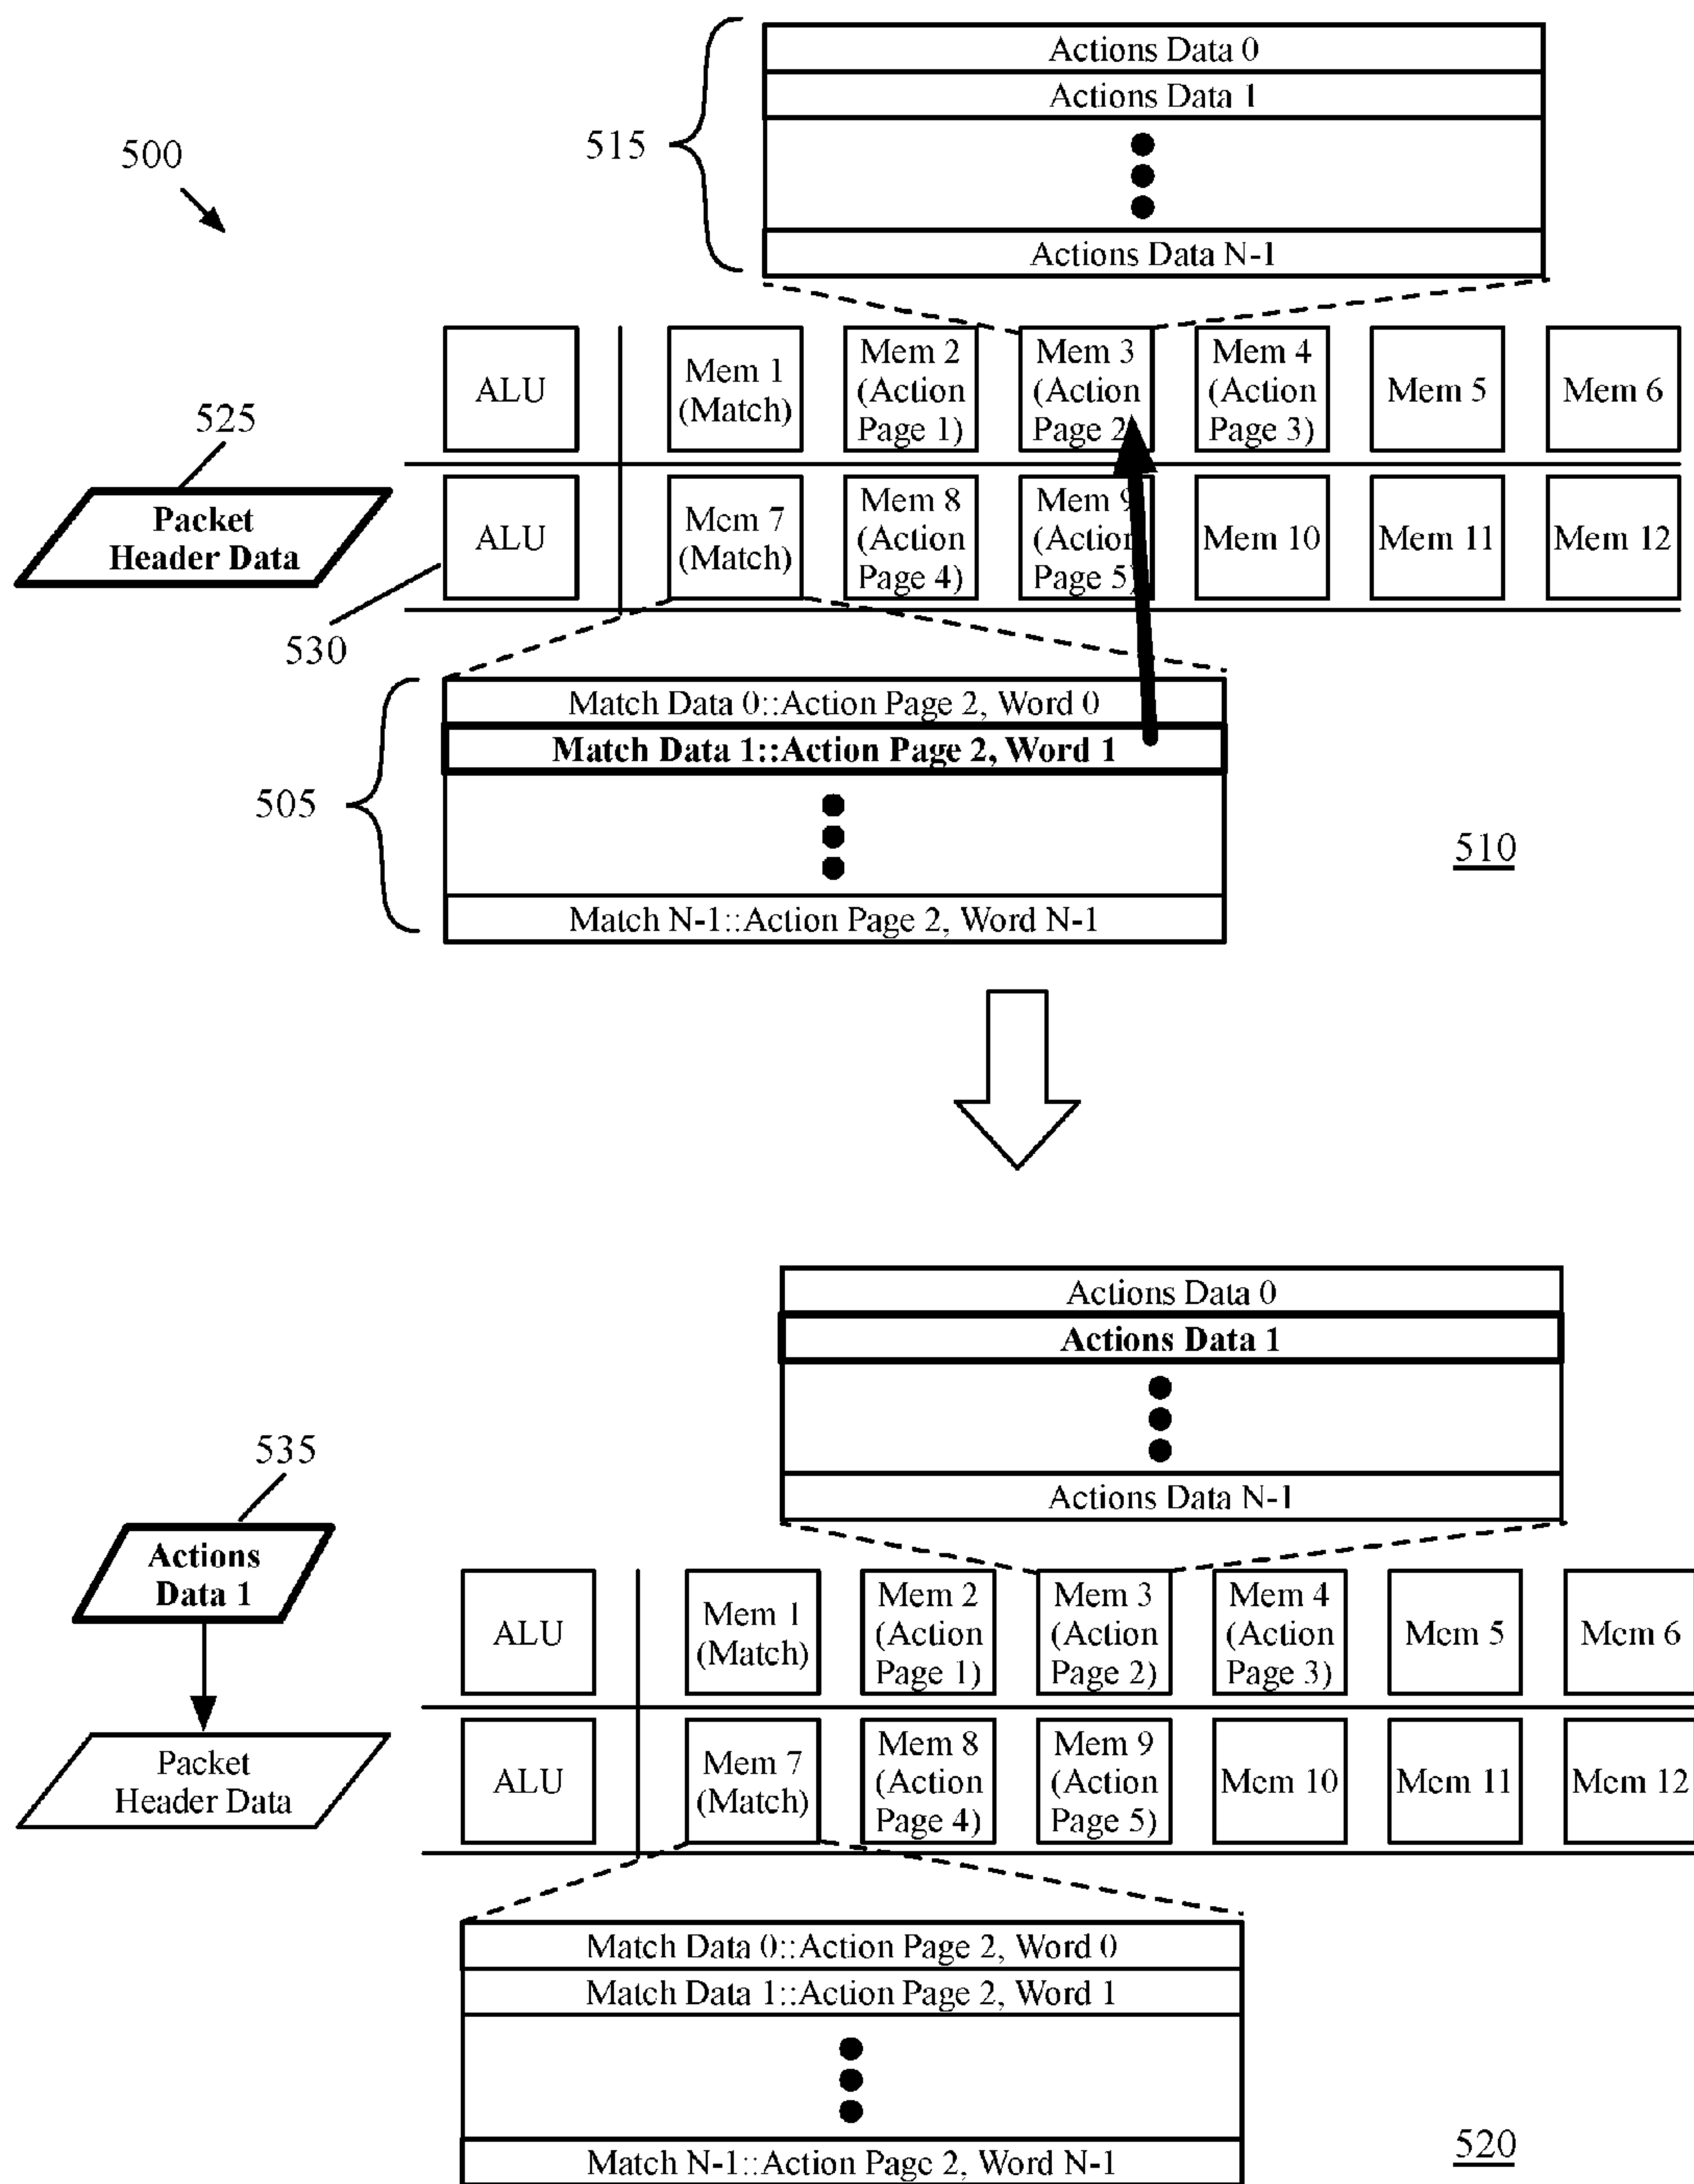 Actions Data 0
Actions Data 1
515
500
Actions Data N-1
ALU
Mem 1
(Match)
Mem 2
(Action
Page 1)
Mem 3
(Action
Page 2)
Mem 4
(Action
Page 3)
Mem 5
Mem 6
525
Packet
Header Data
ALU
Mem 7
(Match)
Mem 8
(Action
Page 4)
Mem 9
(Action
Page 5)
Mem 10
Mem 11
Mem 12
530
Match Data 0::Action Page 2, Word 0
Match Data 1::Action Page 2, Word 1
505
510
Match N-1::Action Page 2, Word N-1
Actions Data 0
Actions Data 1
Actions Data N-1
535
Actions
Data 1
ALU
Mem 1
(Match)
Mem 2
(Action
Page 1)
Mem 3
(Action
Page 2)
Mem 4
(Action
Page 3)
Mem 5
Mem 6
Packet
Header Data
ALU
Mem 7
(Match)
Mem 8
(Action
Page 4)
Mem 9
(Action
Page 5)
Mem 10
Mem 11
Mem 12
Match Data 0::Action Page 2, Word 0
Match Data 1::Action Page 2, Word 1
Match N-1::Action Page 2, Word N-1
520